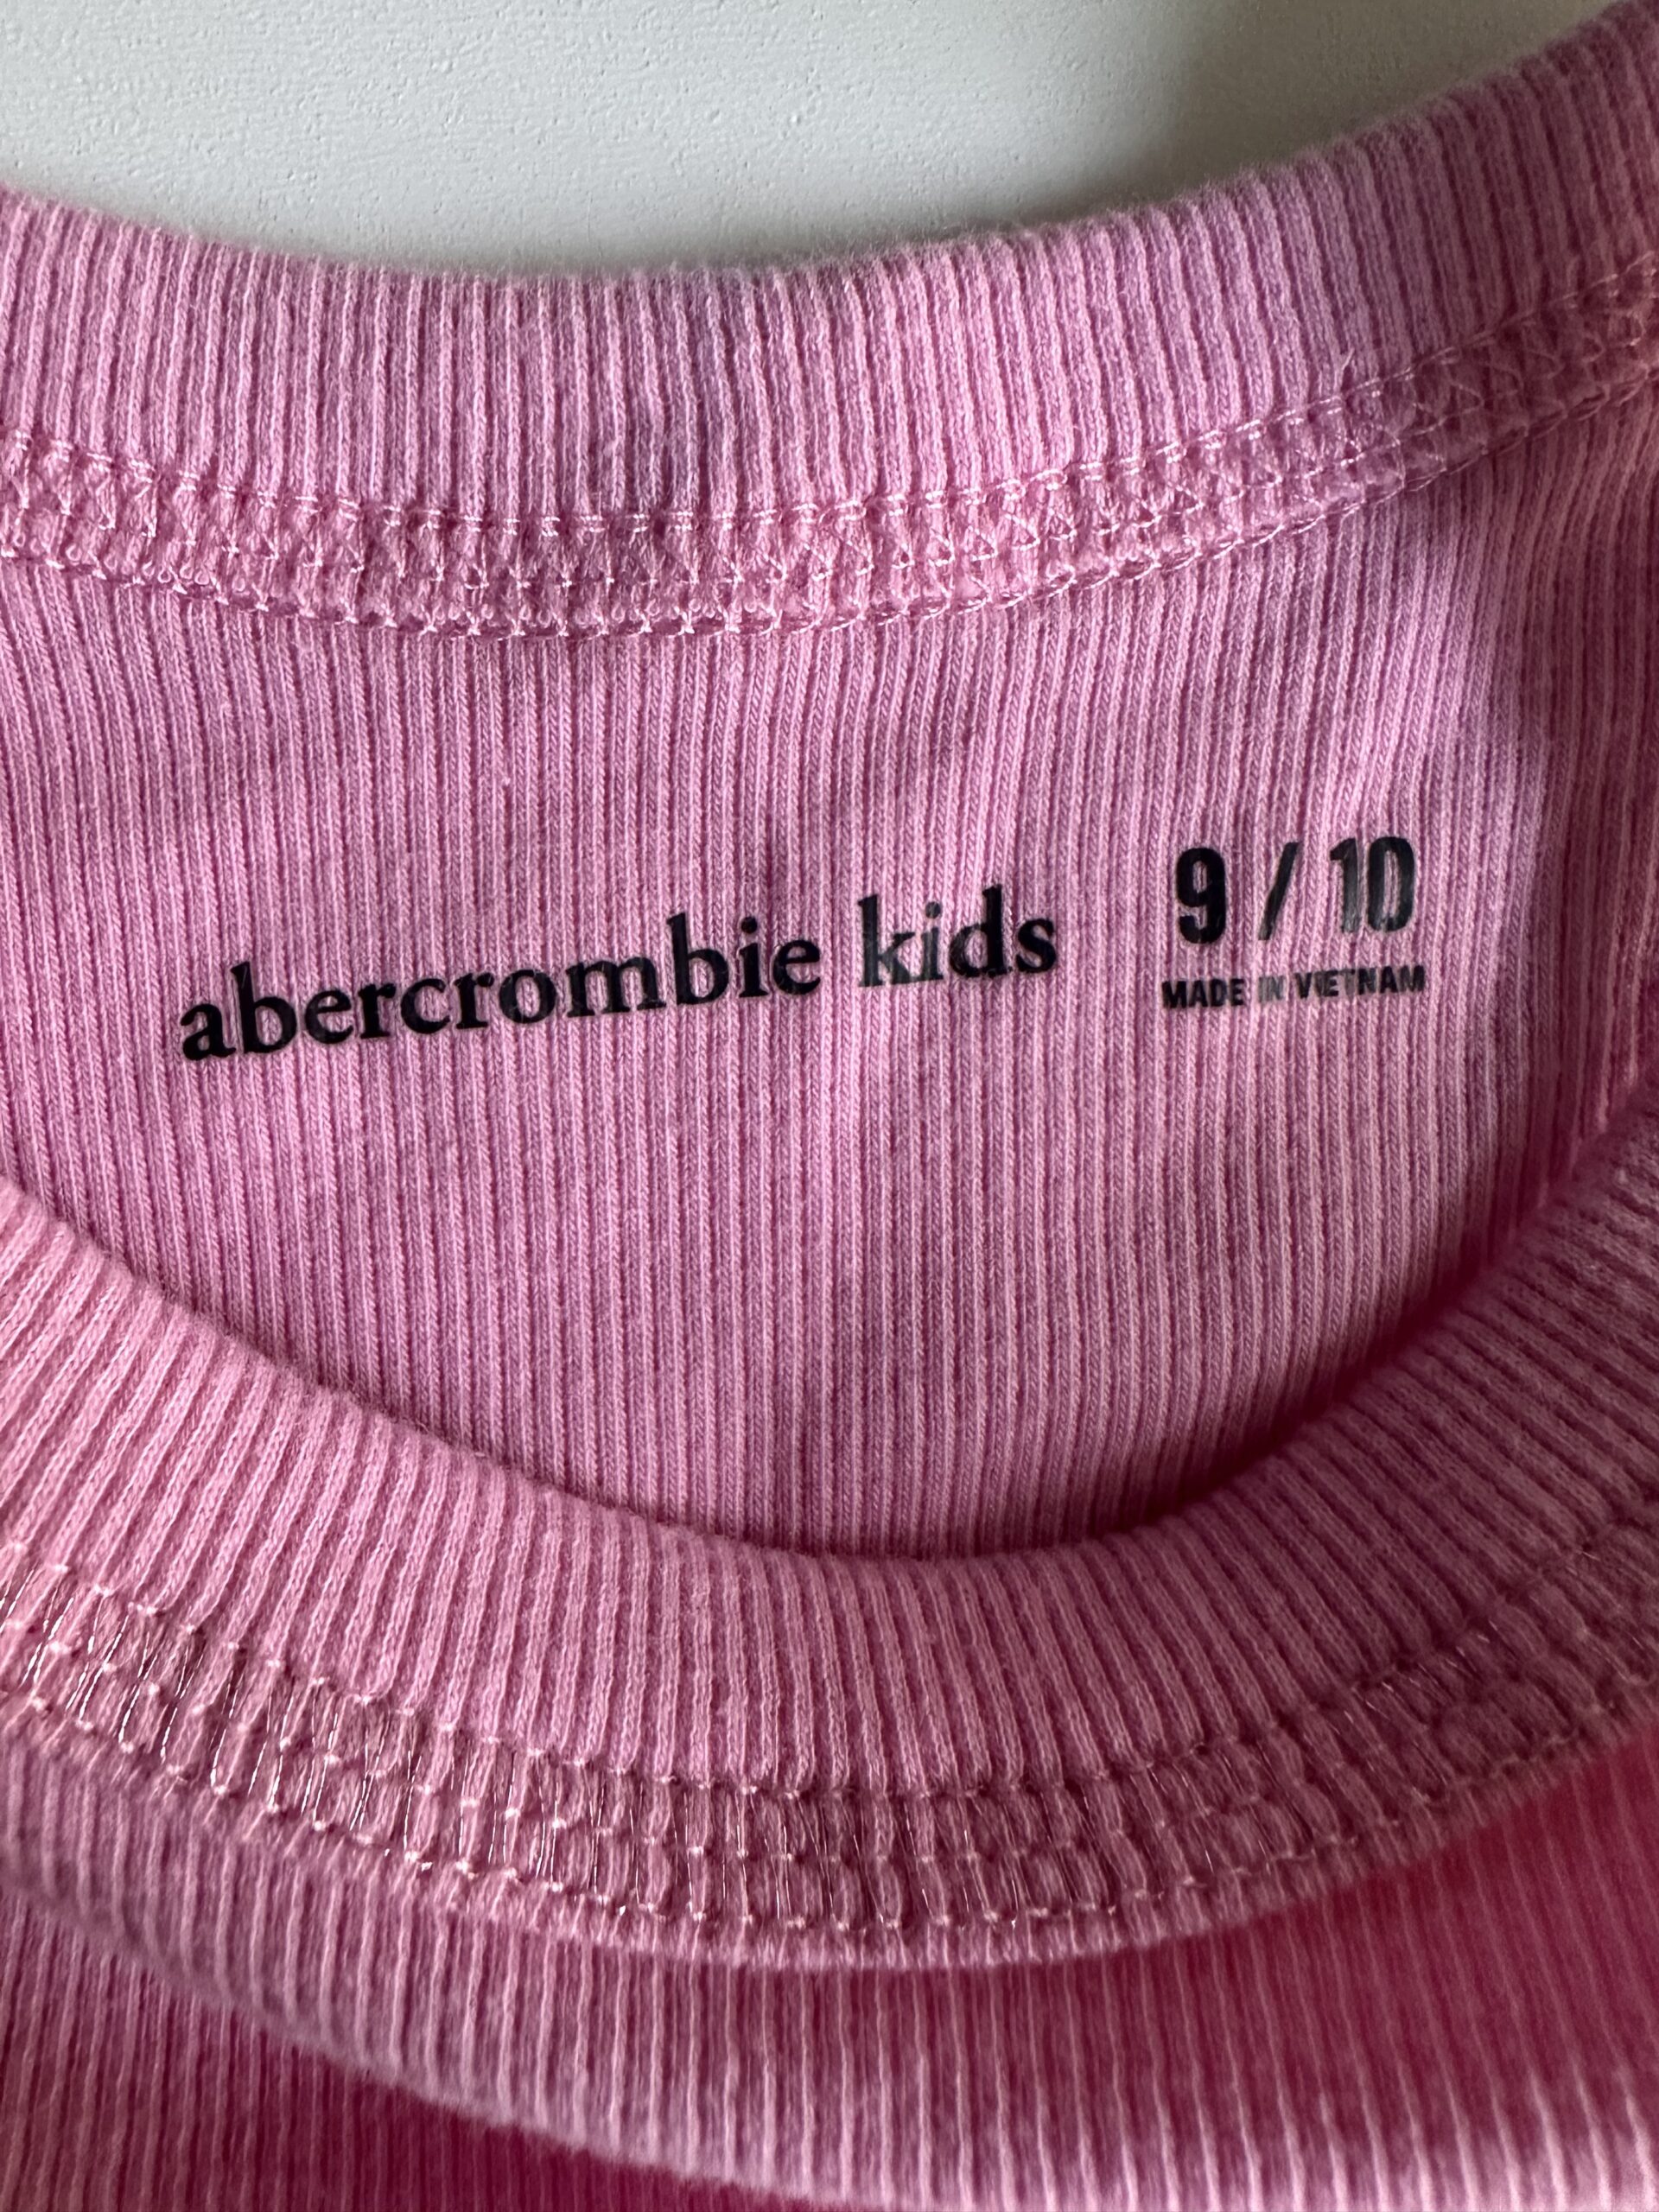 abercrombie kids
9 / 10
MADE IN VIETNAM